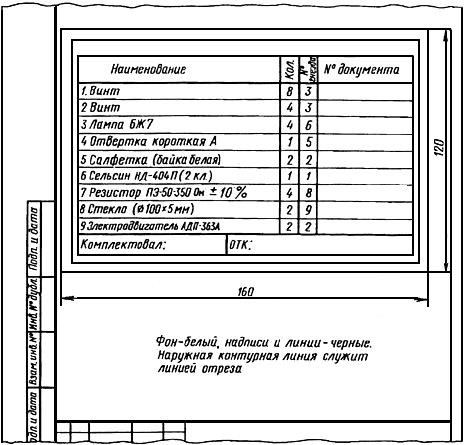 Наименование Кол. № гнезда № документа
1. Винт 8 3
2 Винт 4 3
3 Лампа БЖ7 4 6
4 Отвертка короткая А 1 5
5 Салфетка (байка белая) 2 2
6 Сельсин НД-404П (2 кл.) 1 1
7 Резистор ПЭ-50-350 Ом ± 10 % 4 8
8 Стекло (ø100×5мм) 2 9
9 Электродвигатель АДП-363А 2 2
Комплектовал: ОТК:
120
160
Фон-белый, надписи и линии-черные.
Наружная контурная линия служит
линией отреза
Подп. и дата
Инв. № дубл.
Взам. инв. №
одп. и дата